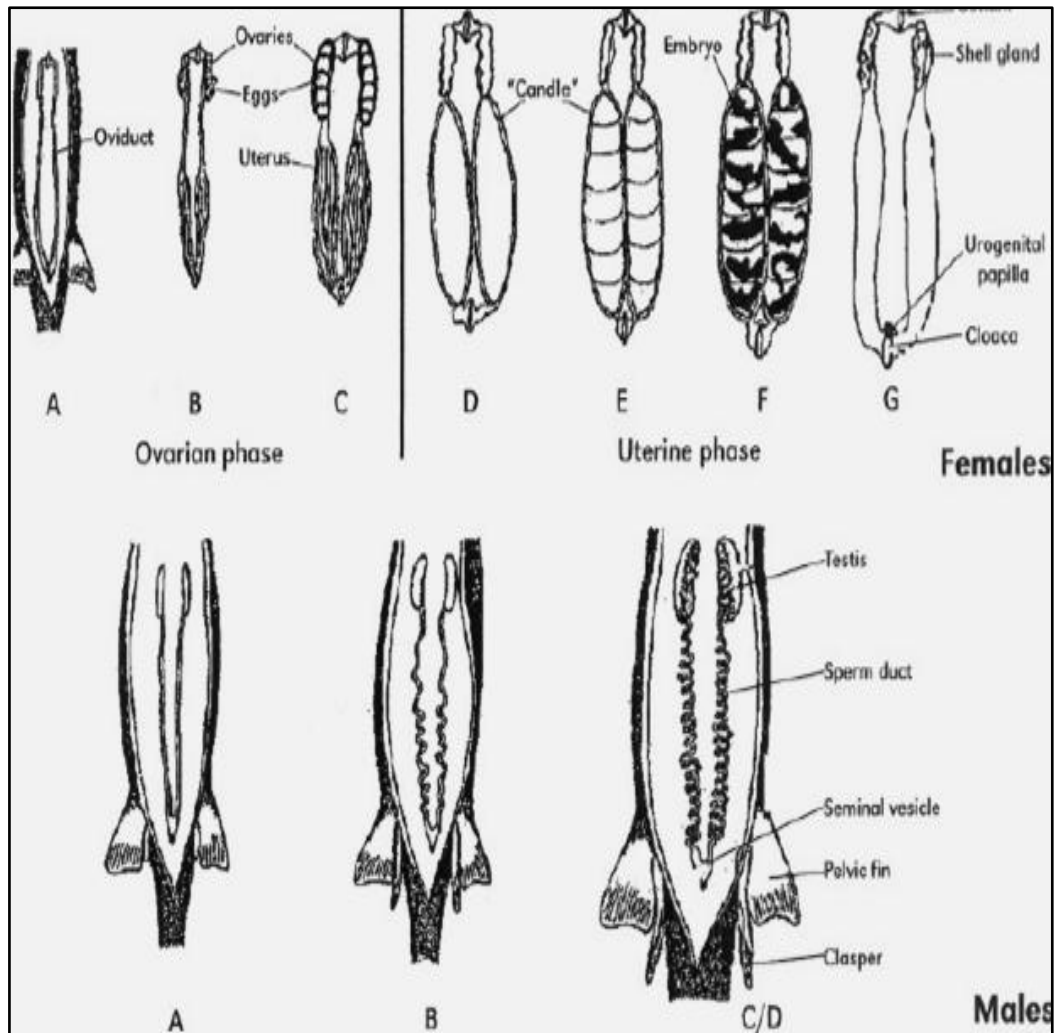 Ovaries
Eggs
Oviduct
Uterus
"Candle"
Embryo
Shell gland
Urogenital
papilla
Cloaca
A
B
C
D
E
F
G
Ovarian phase
Uterine phase
Females
Testis
Sperm duct
Seminal vesicle
Pelvic fin
Clasper
A
B
C/D
Males